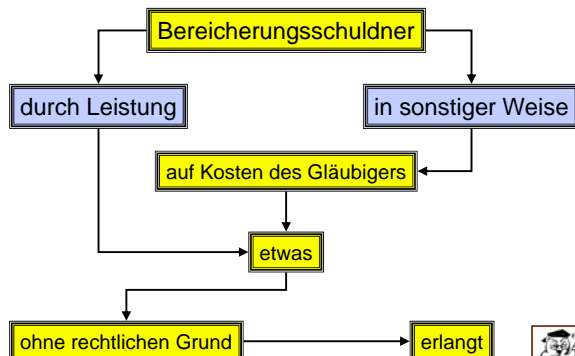 Bereicherungsschuldner
durch Leistung
in sonstiger Weise
auf Kosten des Gläubigers
etwas
ohne rechtlichen Grund
erlangt